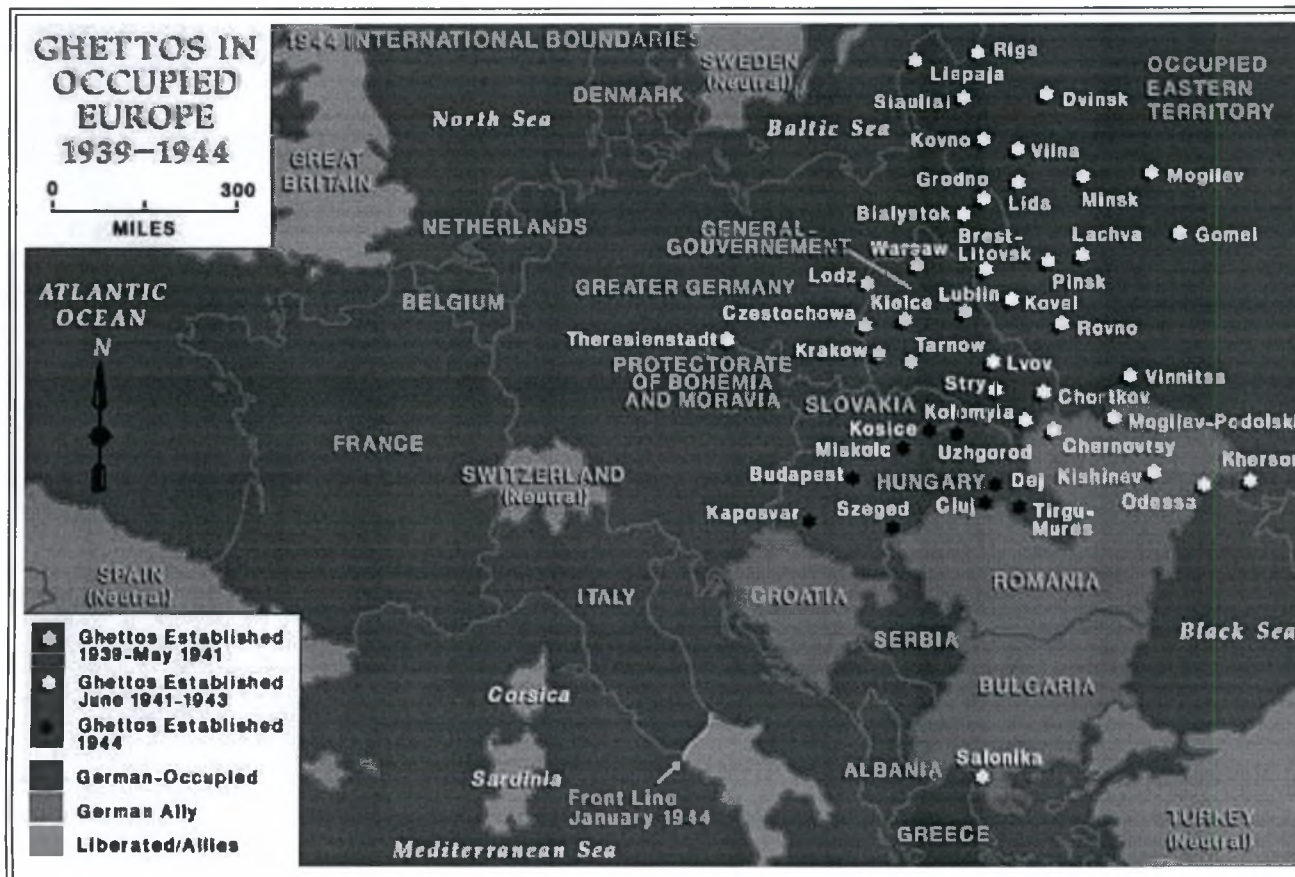 GHETTOS IN
OCCUPIED
EUROPE
1939–1944
0 300
MILES
1944 INTERNATIONAL BOUNDARIES
SWEDEN
(Neutral)
DENMARK
North Sea
Baltic Sea
GREAT
BRITAIN
NETHERLANDS
BELGIUM
ATLANTIC
OCEAN
N
OCCUPIED
EASTERN
TERRITORY
Riga
Liepaja
Siauliai
Dvinsk
Kovno
Vilna
Grodno
Lida
Minsk
Mogilev
Bialystok
GENERAL-
GOUVERNEMENT
Warsaw
Brest-
Litovsk
Lachva
Gomel
Pinsk
Lodz
GREATER GERMANY
Kielce
Lublin
Kovel
Czestochowa
Rovno
Theresienstadt
Krakow
Tarnow
Lvov
PROTECTORATE
OF BOHEMIA
AND MORAVIA
Stry
Vinnitsa
Chortkov
SLOVAKIA
Kolomyia
Mogilev-Podolski
Kosice
Chernovtsy
Miskolc
Uzhgorod
Kherson
FRANCE
SWITZERLAND
(Neutral)
Budapest
HUNGARY
Dej
Kishinev
Odessa
Kaposvar
Szeged
Cluj
Tirgu-
Mures
SPAIN
(Neutral)
ITALY
CROATIA
ROMANIA
SERBIA
Black Sea
BULGARIA
Corsica
Sardinia
ALBANIA
Salonika
Front Line
January 1944
GREECE
TURKEY
(Neutral)
Mediterranean Sea
Ghettos Established
1939-May 1941
Ghettos Established
June 1941-1943
Ghettos Established
1944
German-Occupied
German Ally
Liberated/Allies